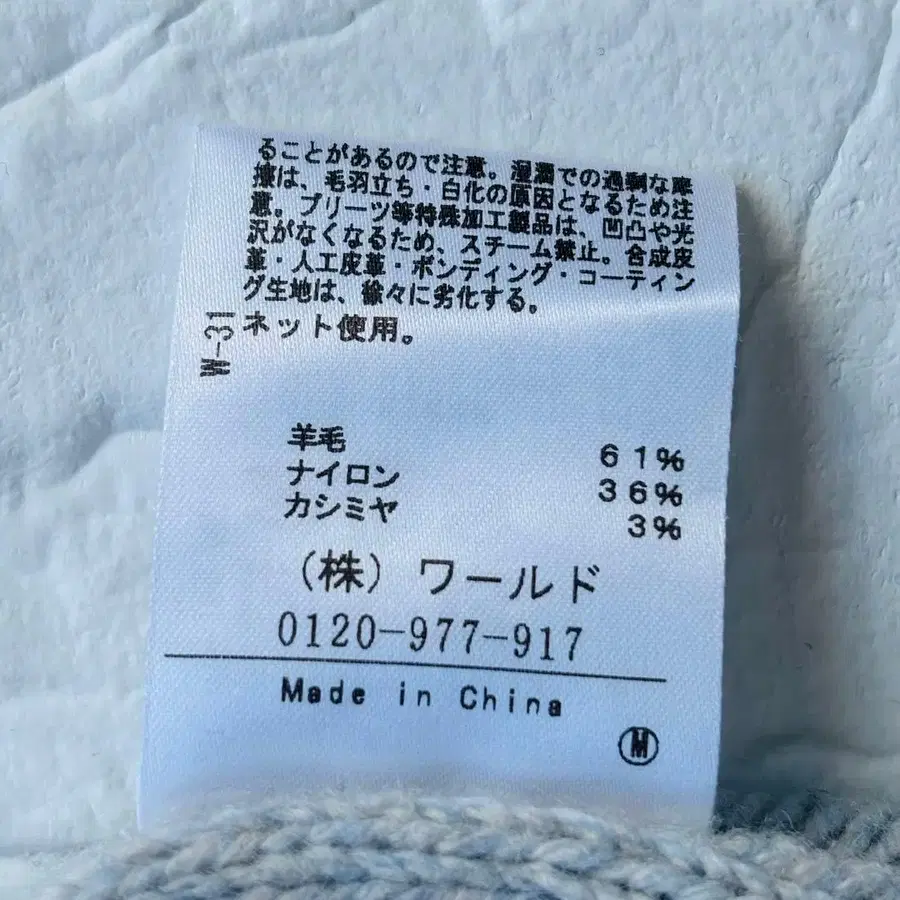 ることがあるので注意。湿潤での過剰な摩
擦は、毛羽立ち・白化の原因となるため注
意。プリーツ等特殊加工製品は、凹凸や光
沢がなくなるため、スチーム禁止。合成皮
革・人工皮革・ボンディング・コーティン
グ生地は、徐々に劣化する。
ネット使用。
W-31
羊毛 61%
ナイロン 36%
カシミヤ 3%
(株) ワールド
0120-977-917
Made in China
M